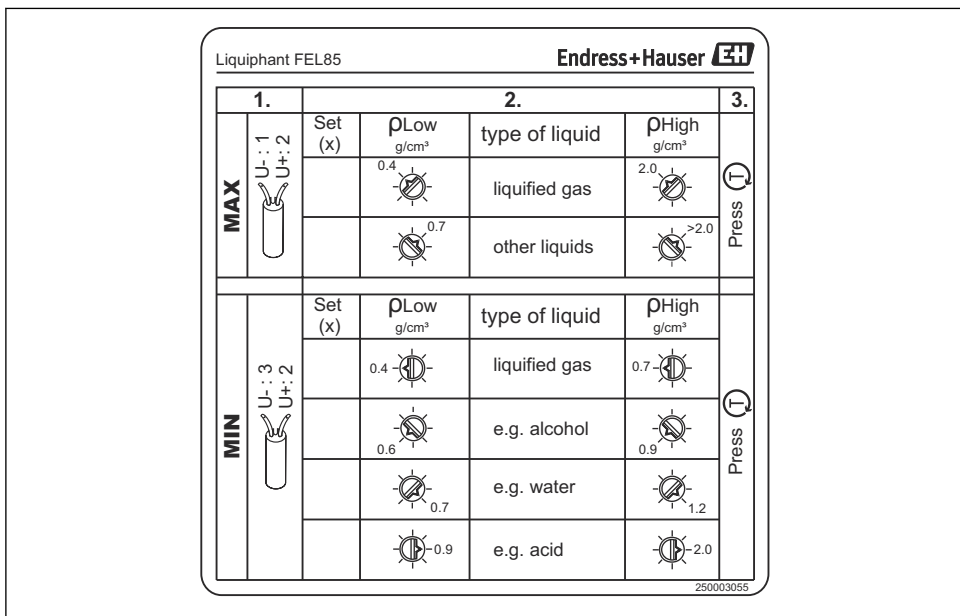 Liquiphant FEL85
Endress+Hauser EH
1. 2. 3.
MAX
U- : 1
U+: 2
Set
(x)
ρLow
g/cm³
type of liquid
ρHigh
g/cm³
0.4
liquified gas
2.0
0.7
other liquids
>2.0
Press T
MIN
U- : 3
U+: 2
Set
(x)
ρLow
g/cm³
type of liquid
ρHigh
g/cm³
0.4
liquified gas
0.7
0.6
e.g. alcohol
0.9
0.7
e.g. water
1.2
0.9
e.g. acid
2.0
Press T
250003055